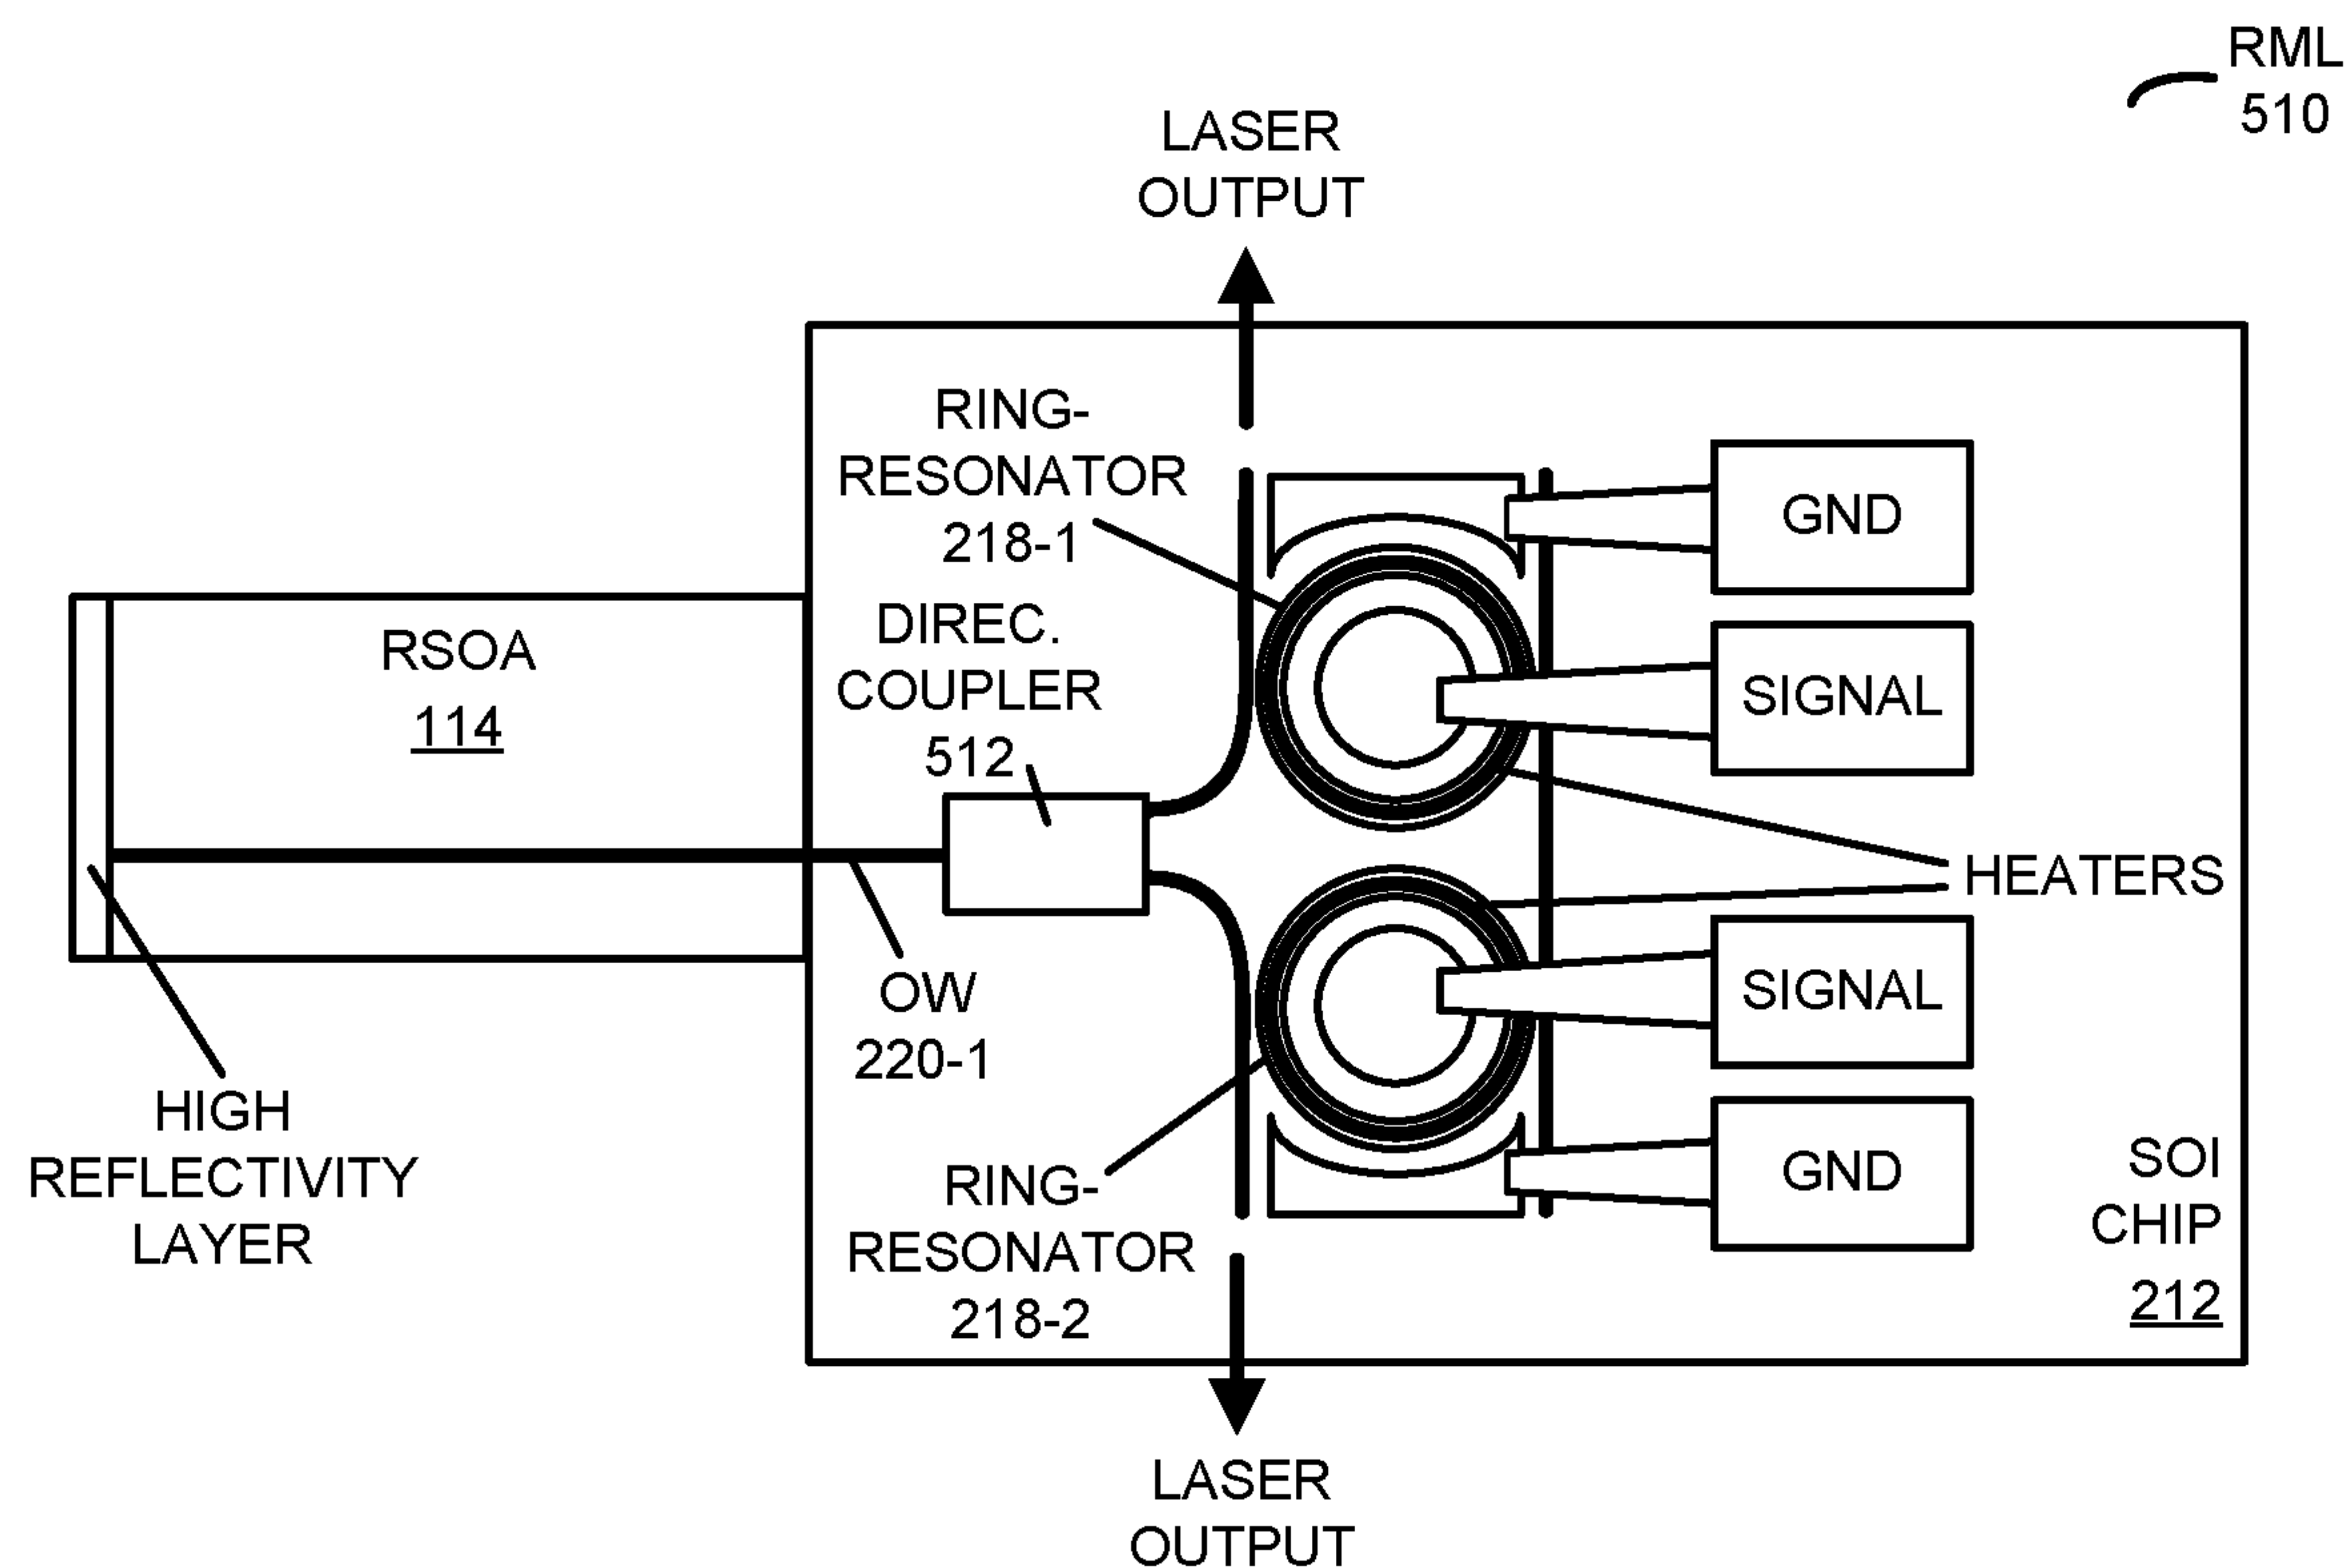 RML
510
LASER
OUTPUT
RING-
RESONATOR
218-1
GND
DIREC.
COUPLER
512
RSOA
114
SIGNAL
HEATERS
OW
220-1
SIGNAL
HIGH
REFLECTIVITY
LAYER
RING-
RESONATOR
218-2
GND
SOI
CHIP
212
LASER
OUTPUT